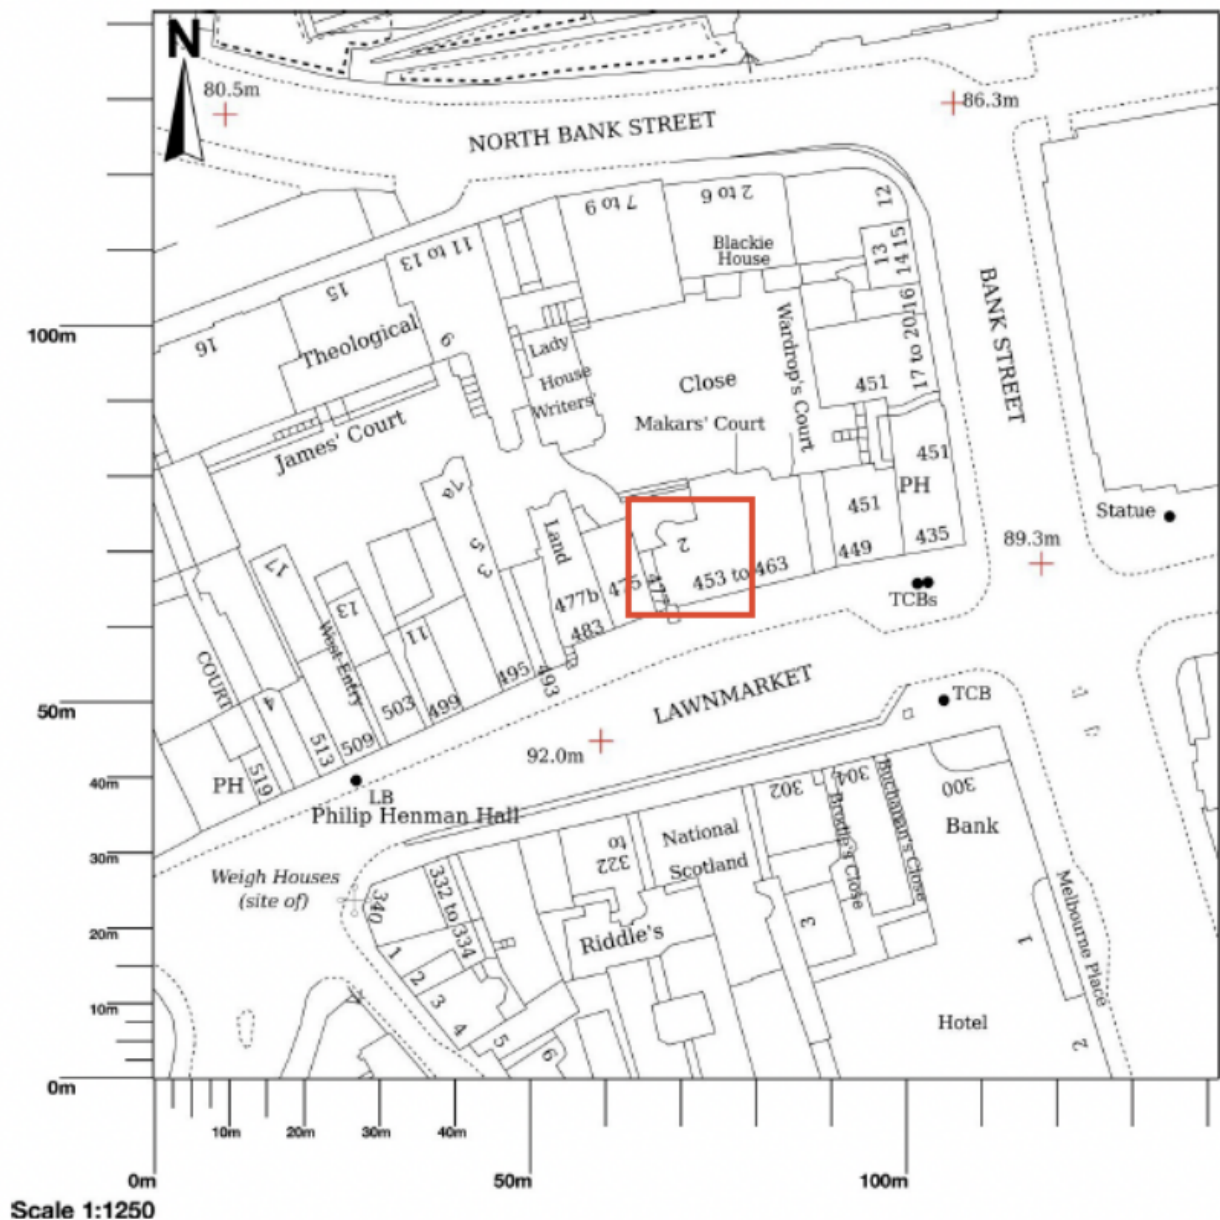 N
80.5m
86.3m
NORTH BANK STREET
7 to 9
2 to 6
12
11 to 13
Blackie
House
13
14
15
15
16
BANK STREET
100m
16
Theological
9
Lady
House
Writers'
Close
Wardrop's Court
17 to 20
451
Makars' Court
James' Court
451
PH
7a
451
Statue
Land
2
89.3m
5
3
435
449
17
453 to 463
477b
475
477
TCBs
13
483
11
West Entry
COURT
495
493
LAWNMARKET
TCB
4
503
499
50m
513
509
92.0m
PH
519
40m
LB
302
304
300
Philip Henman Hall
National
Scotland
322
to
Bank
Brodie's Close
Buchanan's Close
30m
Weigh Houses
(site of)
340
332 to 334
Melbourne Place
20m
Riddle's
3
1
1
2
3
4
5
6
10m
Hotel
2
0m
10m
20m
30m
40m
0m
50m
100m
Scale 1:1250